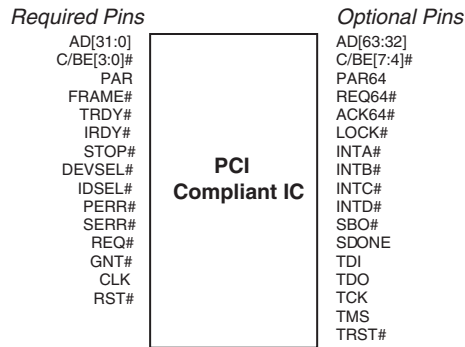 Required Pins
AD[31:0]
C/BE[3:0]#
PAR
FRAME#
TRDY#
IRDY#
STOP#
DEVSEL#
IDSEL#
PERR#
SERR#
REQ#
GNT#
CLK
RST#
PCI
Compliant IC
Optional Pins
AD[63:32]
C/BE[7:4]#
PAR64
REQ64#
ACK64#
LOCK#
INTA#
INTB#
INTC#
INTD#
SBO#
SDONE
TDI
TDO
TCK
TMS
TRST#